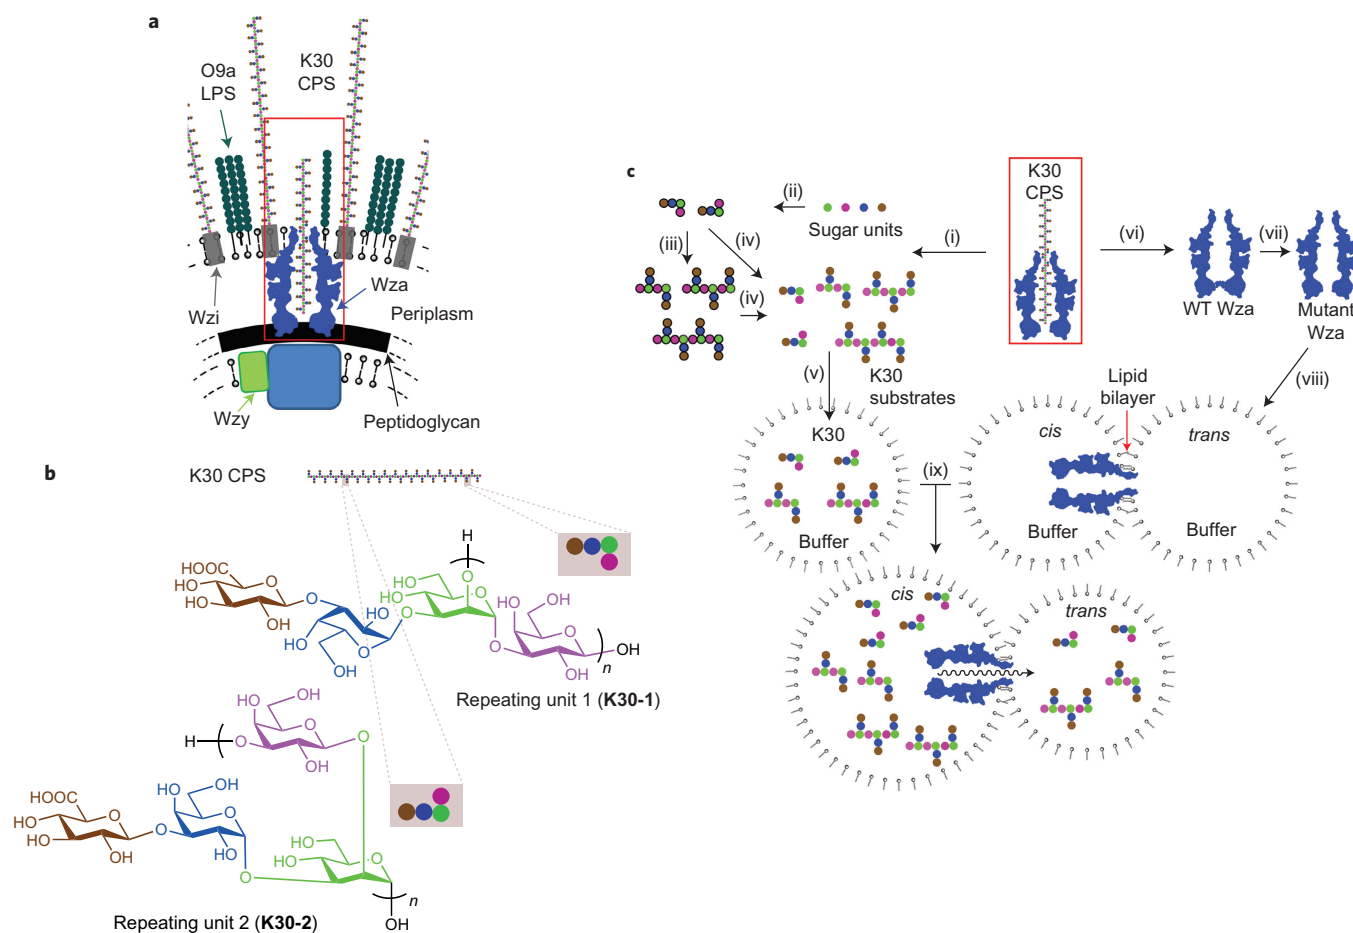 a
O9a
LPS
K30
CPS
Wzi
Wza
Periplasm
Wzy
Peptidoglycan
b
K30 CPS
H
HOOC
HO
HO
OH
O
O
HO
OH
HO
O
OH
O
HO
HO
O
O
O
O
HO
OH
O
OH
n
OH
Repeating unit 1 (K30-1)
HO
OH
O
O
H
O
OH
HOOC
HO
HO
O
OH
O
HO
OH
O
HO
O
HO
HO
O
O
n
OH
Repeating unit 2 (K30-2)
c
(ii)
Sugar units
(iii)
(iv)
(iv)
(i)
K30
CPS
(vi)
(vii)
WT Wza
Mutant
Wza
K30
substrates
(v)
(viii)
Lipid
bilayer
K30
Buffer
(ix)
cis
Buffer
trans
Buffer
cis
trans